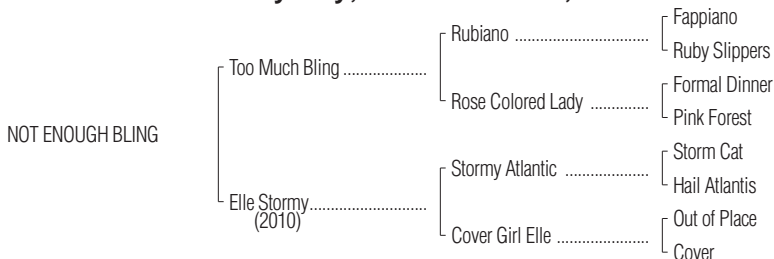 Fappiano
Rubiano ..................................
Ruby Slippers
Too Much Bling .....................
Formal Dinner
Rose Colored Lady ...............
Pink Forest
NOT ENOUGH BLING
Storm Cat
Stormy Atlantic .....................
Hail Atlantis
Elle Stormy..............................
(2010)
Out of Place
Cover Girl Elle .......................
Cover